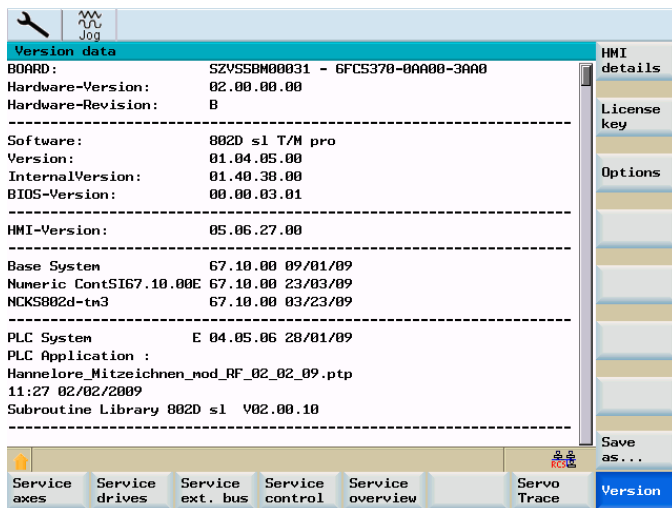 Jog
Version data
BOARD: SZVS5BM00031 - 6FC5370-0AA00-3AA0
Hardware-Version: 02.00.00.00
Hardware-Revision: B
Software: 802D sl T/M pro
Version: 01.04.05.00
InternalVersion: 01.40.38.00
BIOS-Version: 00.00.03.01
HMI-Version: 05.06.27.00
Base System 67.10.00 09/01/09
Numeric ContSI67.10.00E 67.10.00 23/03/09
NCKS802d-tm3 67.10.00 03/23/09
PLC System E 04.05.06 28/01/09
PLC Application :
Hannelore_Mitzeichnen_mod_RF_02_02_09.ptp
11:27 02/02/2009
Subroutine Library 802D sl V02.00.10
HMI
details
License
key
Options
Save
as...
Version
RCS
Service
axes
Service
drives
Service
ext. bus
Service
control
Service
overview
Servo
Trace